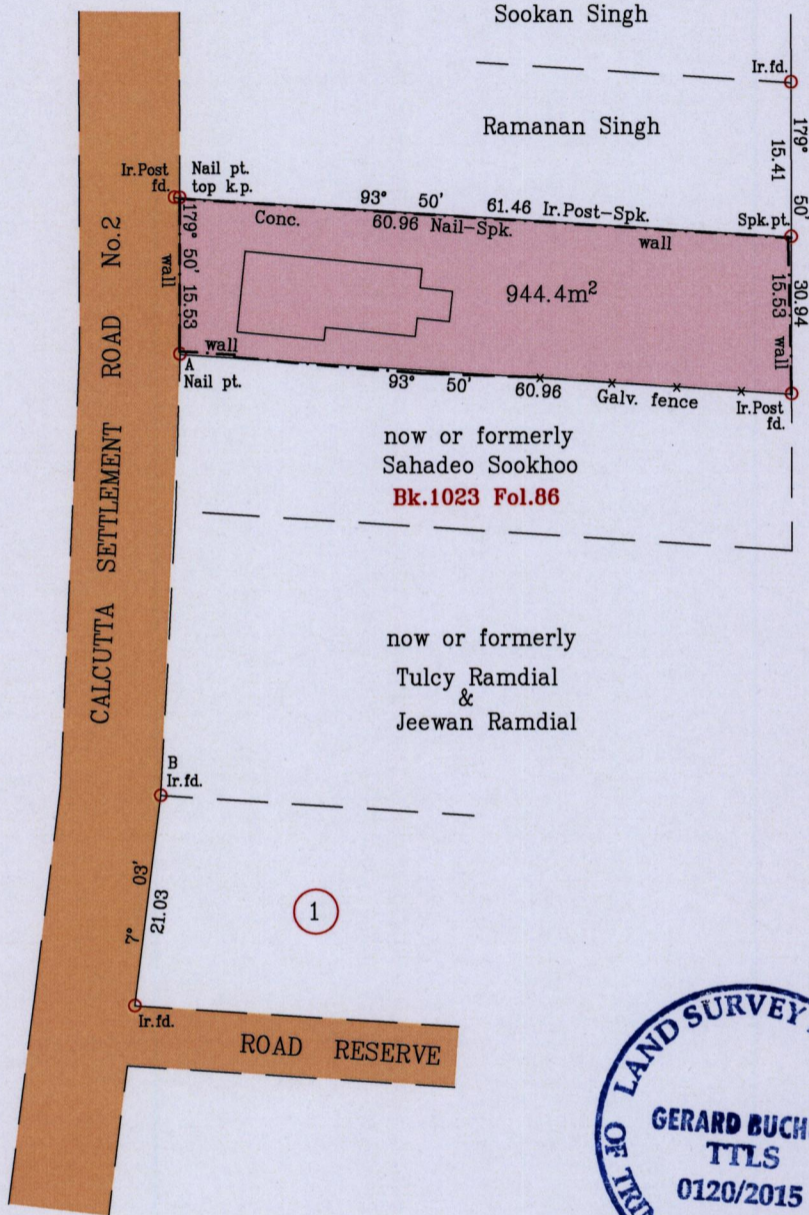 Sookan Singh
Ir.fd.
Ramanan Singh
179° 50'
15.41
Ir.Post
fd.
Nail pt.
top k.p.
93° 50' 61.46 Ir.Post-Spk.
Conc. 60.96 Nail-Spk.
wall
Spk.pt.
179° 50' 15.53
wall
944.4m²
30.94
15.53
wall
wall
A
Nail pt.
93° 50' 60.96
Galv. fence
Ir.Post
fd.
now or formerly
Sahadeo Sookhoo
Bk.1023 Fol.86
CALCUTTA SETTLEMENT ROAD No.2
now or formerly
Tulcy Ramdial
&
Jeewan Ramdial
B
Ir.fd.
7° 03'
21.03
1
Ir.fd.
ROAD RESERVE
OF LAND SURVEY
GERARD BUCH
TTLS
0120/2015